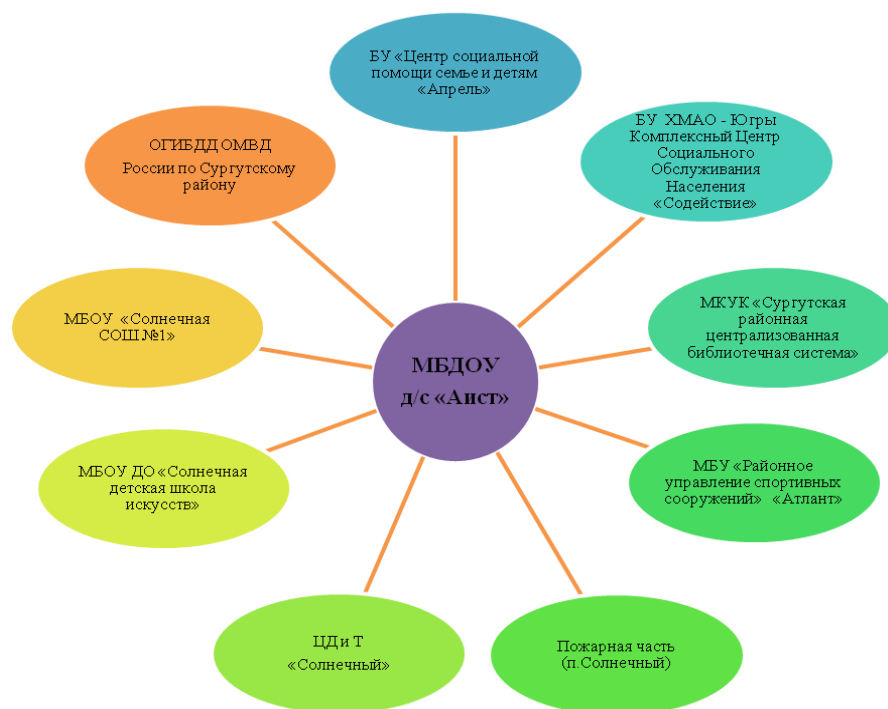 БУ «Центр социальной
помощи семье и детям
«Апрель»
БУ ХМАО - Югры
Комплексный Центр
Социального
Обслуживания
Населения
«Содействие»
ОГИБДД ОМВД
России по Сургутскому
району
МБОУ «Солнечная
СОШ №1»
МКУК «Сургутская
районная
централизованная
библиотечная система»
МБДОУ
д/с «Аист»
МБОУ ДО «Солнечная
детская школа
искусств»
МБУ «Районное
управление спортивных
сооружений» «Атлант»
ЦД и Т
«Солнечный»
Пожарная часть
(п.Солнечный)